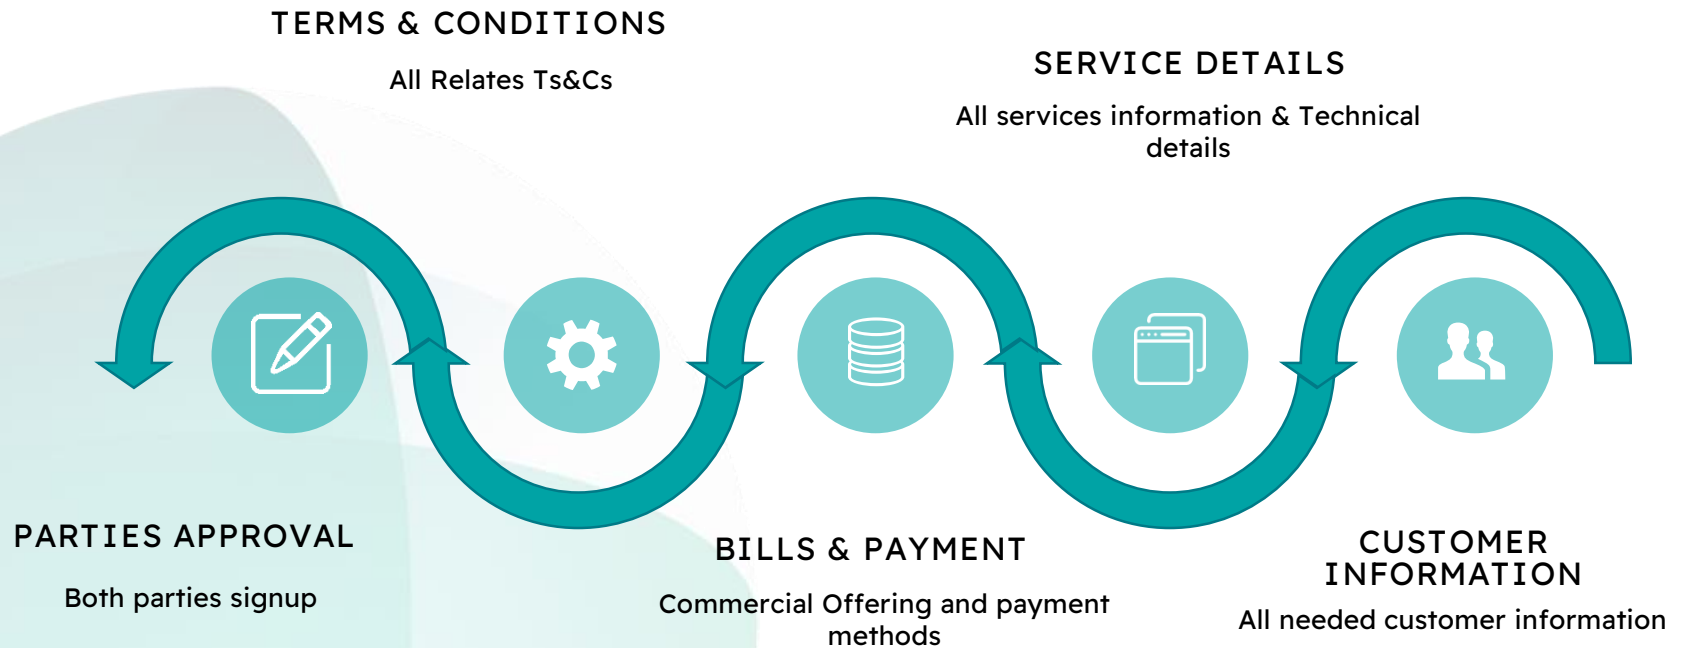 TERMS & CONDITIONS
All Relates Ts&Cs
SERVICE DETAILS
All services information & Technical
details
PARTIES APPROVAL
Both parties signup
BILLS & PAYMENT
Commercial Offering and payment
methods
CUSTOMER
INFORMATION
All needed customer information